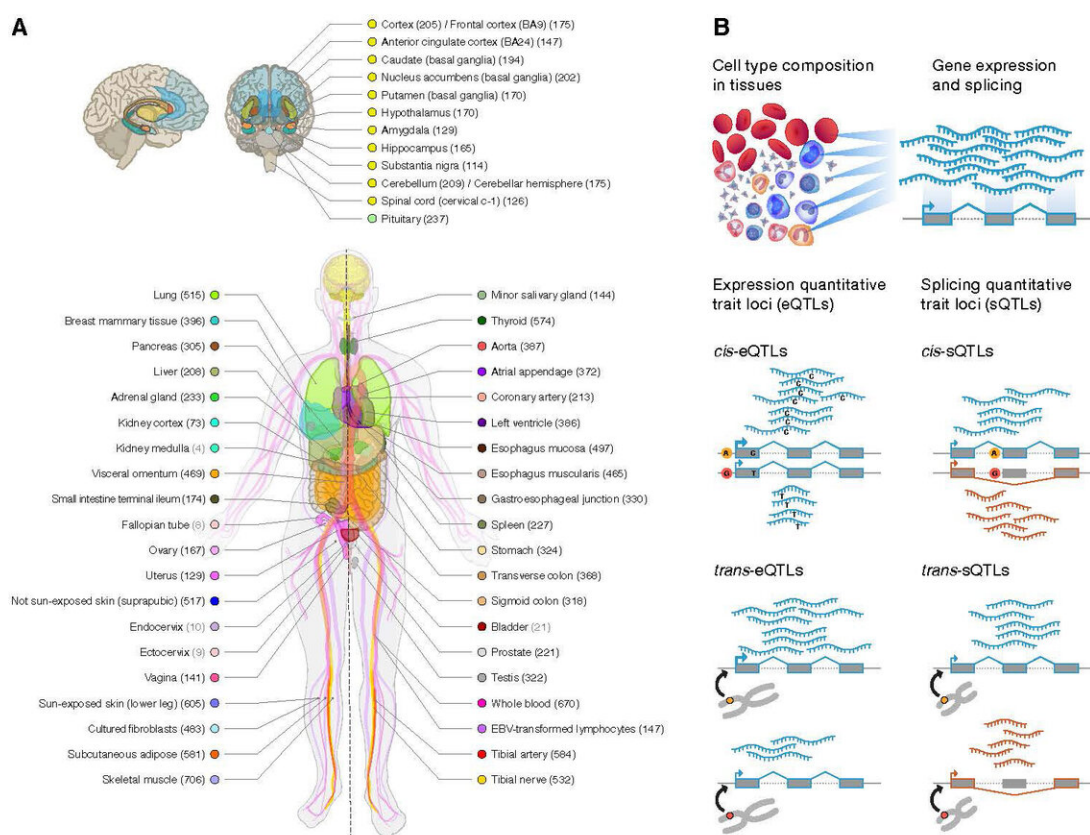 A
Cortex (205) / Frontal cortex (BA9) (175)
Anterior cingulate cortex (BA24) (147)
Caudate (basal ganglia) (194)
Nucleus accumbens (basal ganglia) (202)
Putamen (basal ganglia) (170)
Hypothalamus (170)
Amygdala (129)
Hippocampus (165)
Substantia nigra (114)
Cerebellum (209) / Cerebellar hemisphere (175)
Spinal cord (cervical c-1) (126)
Pituitary (237)
Lung (515)
Breast mammary tissue (396)
Pancreas (305)
Liver (208)
Adrenal gland (233)
Kidney cortex (73)
Kidney medulla (4)
Visceral omentum (469)
Small intestine terminal ileum (174)
Fallopian tube (8)
Ovary (167)
Uterus (129)
Not sun-exposed skin (suprapubic) (517)
Endocervix (10)
Ectocervix (9)
Vagina (141)
Sun-exposed skin (lower leg) (605)
Cultured fibroblasts (483)
Subcutaneous adipose (581)
Skeletal muscle (706)
Minor salivary gland (144)
Thyroid (574)
Aorta (387)
Atrial appendage (372)
Coronary artery (213)
Left ventricle (386)
Esophagus mucosa (497)
Esophagus muscularis (465)
Gastroesophageal junction (330)
Spleen (227)
Stomach (324)
Transverse colon (368)
Sigmoid colon (318)
Bladder (21)
Prostate (221)
Testis (322)
Whole blood (670)
EBV-transformed lymphocytes (147)
Tibial artery (584)
Tibial nerve (532)
B
Cell type composition
in tissues
Gene expression
and splicing
Expression quantitative
trait loci (eQTLs)
Splicing quantitative
trait loci (sQTLs)
cis-eQTLs
G
G
G
G
G
G
A
G
G
T
T
T
T
T
cis-sQTLs
A
G
trans-eQTLs
trans-sQTLs